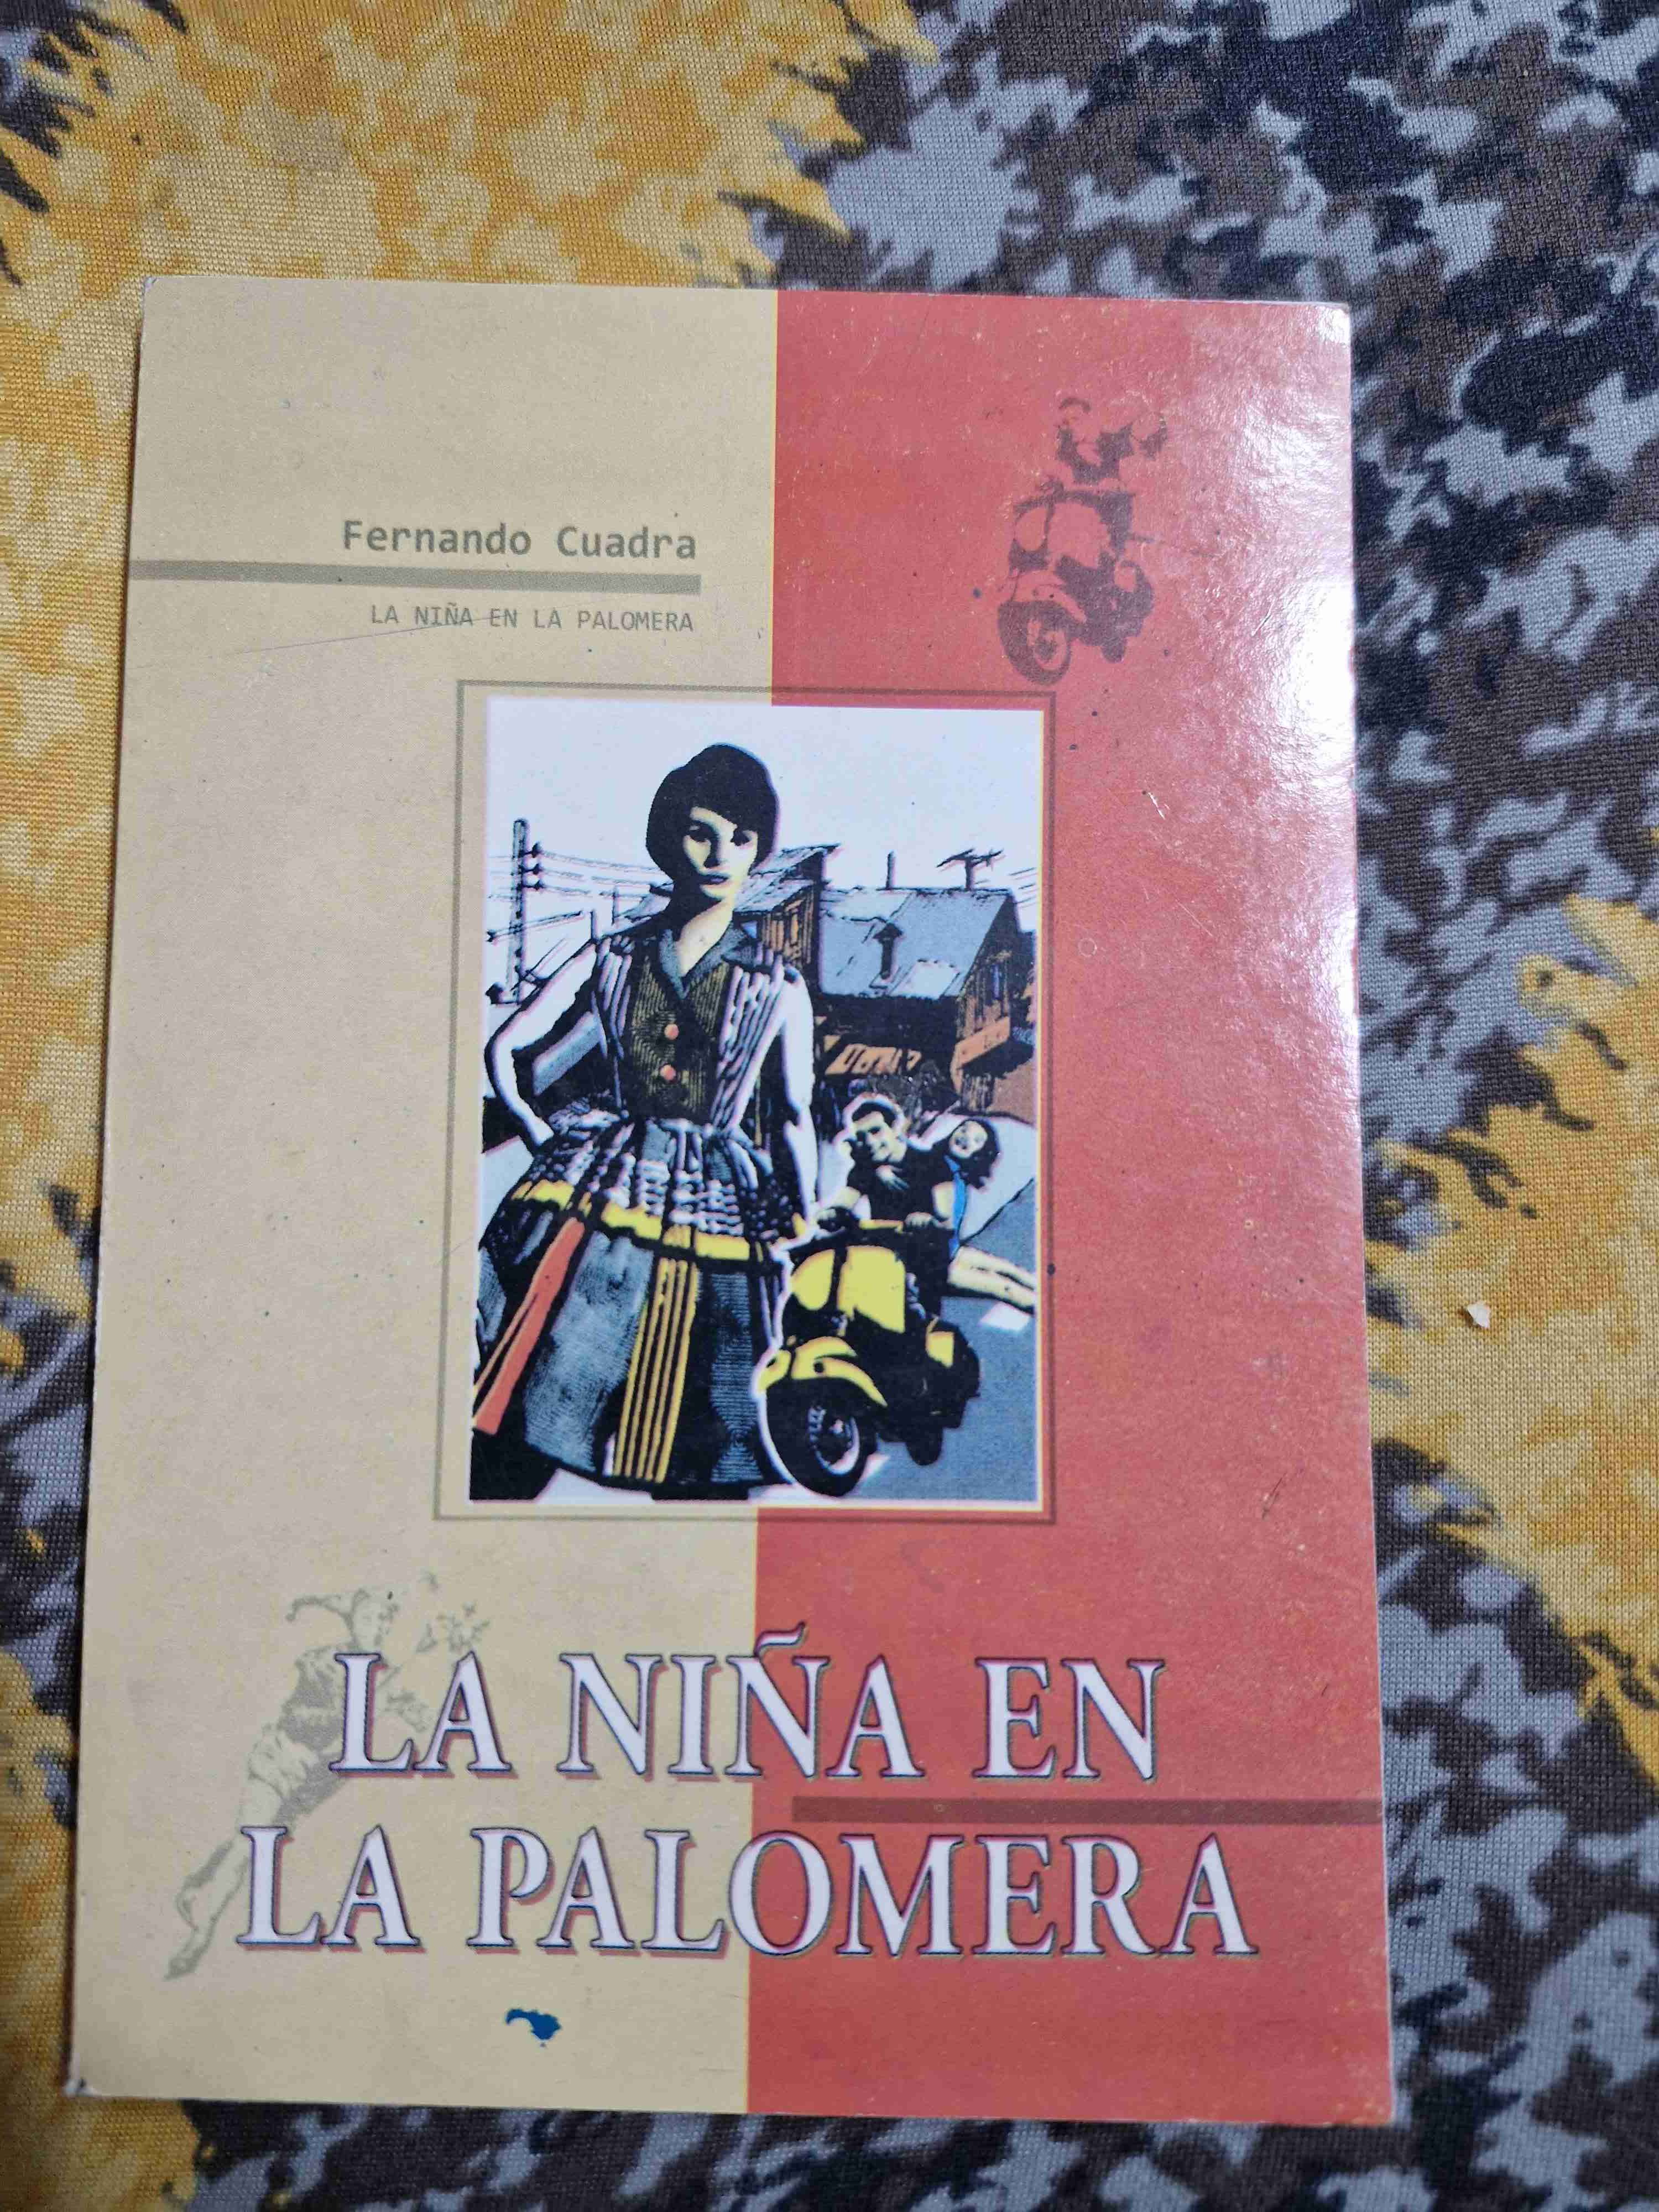 Fernando Cuadra
LA NIÑA EN LA PALOMERA
LA NIÑA EN
LA PALOMERA